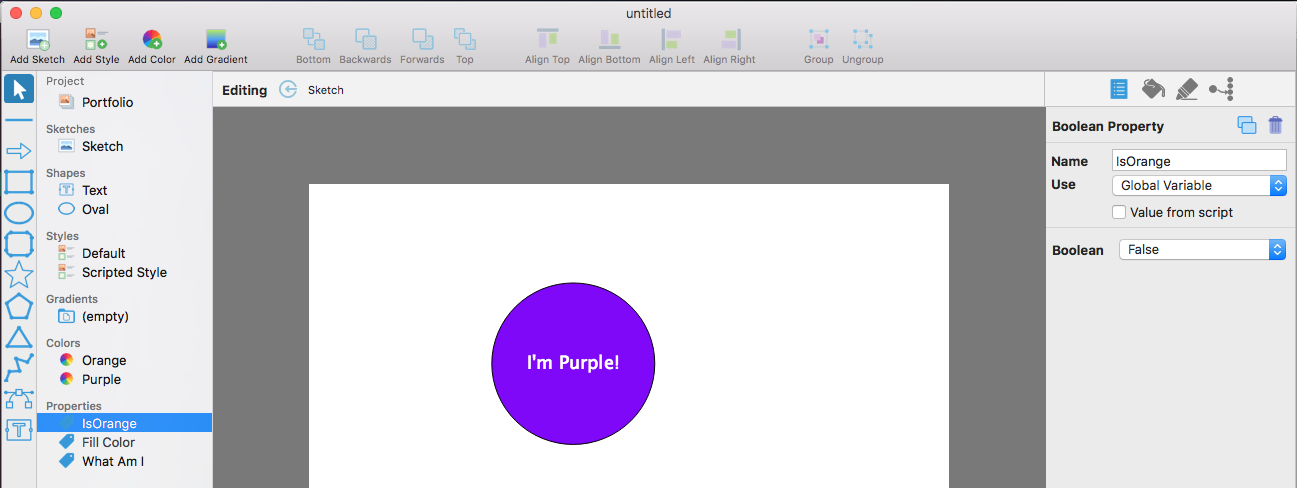 untitled
Add Sketch Add Style Add Color Add Gradient Bottom Backwards Forwards Top Align Top Align Bottom Align Left Align Right Group Ungroup
Project
Portfolio
Sketches
Sketch
Shapes
T Text
Oval
Styles
Default
Scripted Style
Gradients
(empty)
Colors
Orange
Purple
Properties
IsOrange
Fill Color
What Am I
T
Editing Sketch
I'm Purple!
Boolean Property
Name IsOrange
Use Global Variable
Value from script
Boolean False